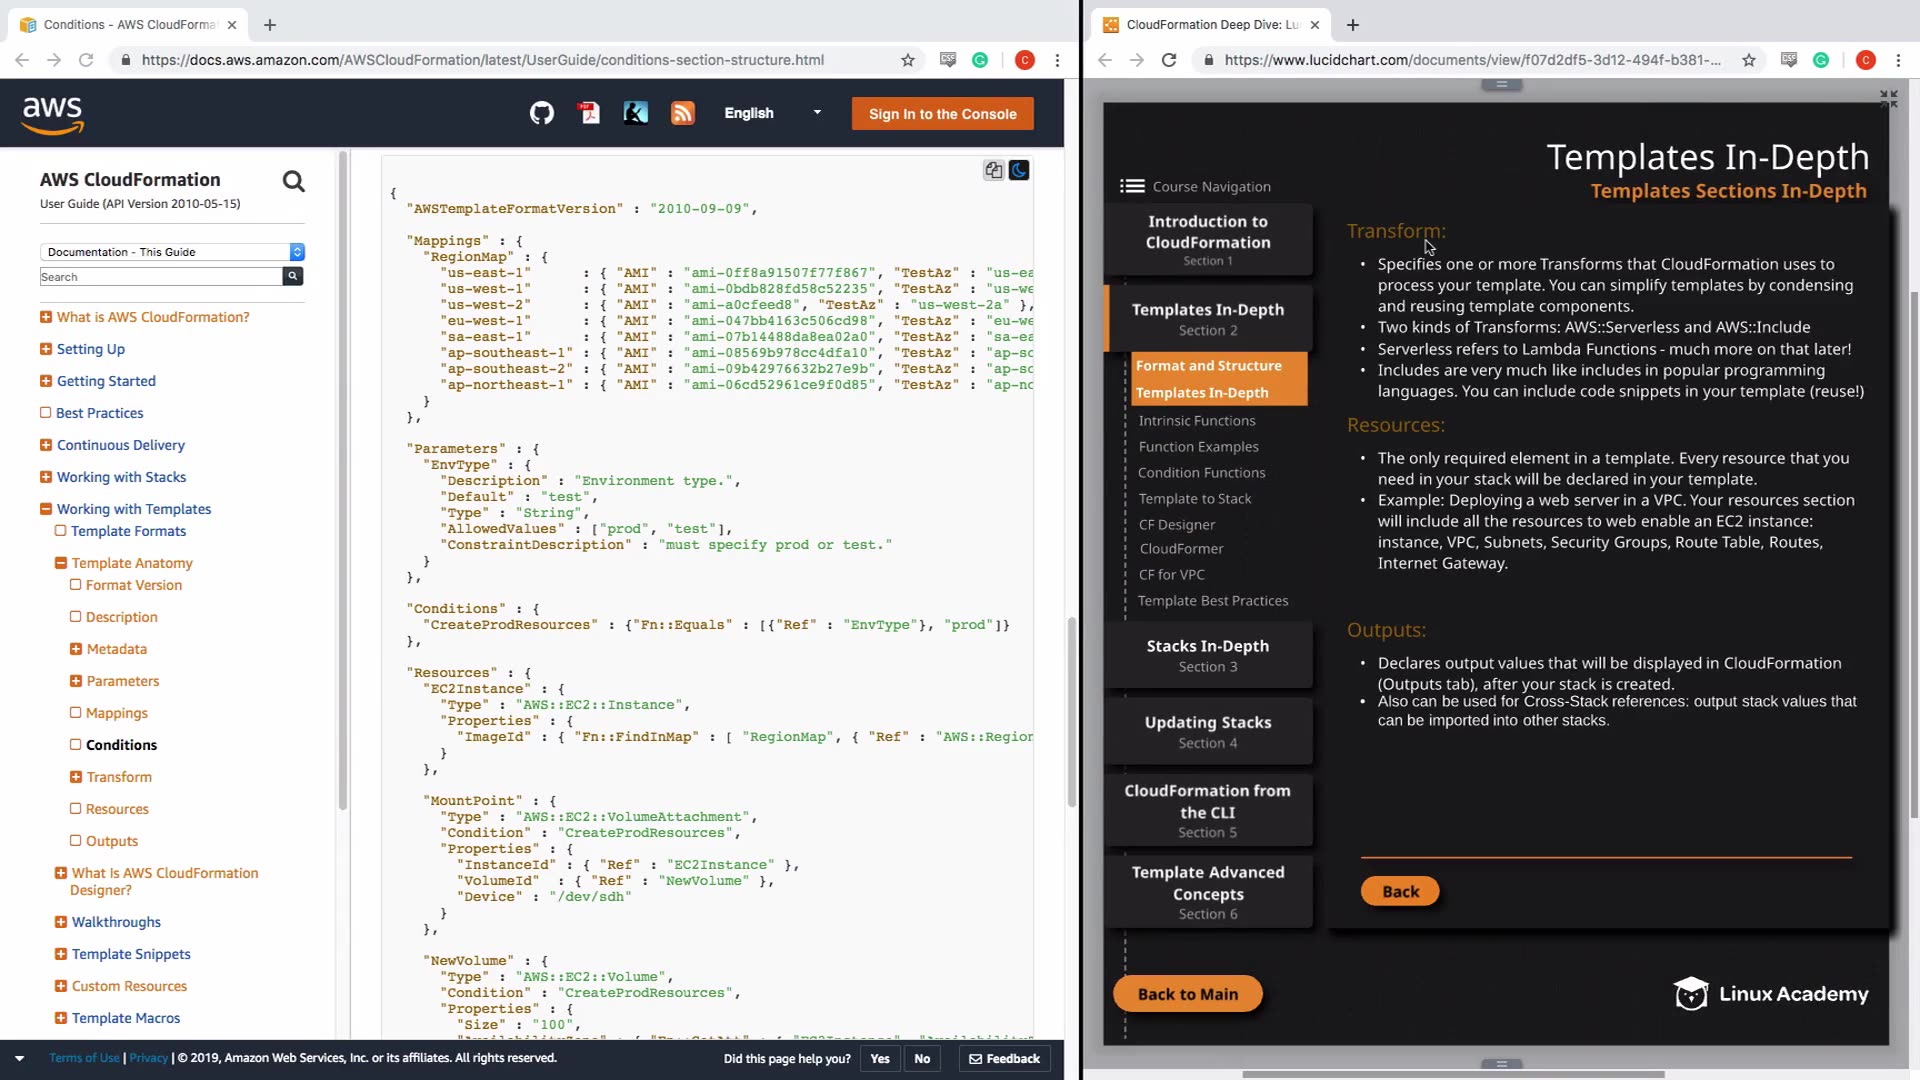 Conditions - AWS CloudForma
https://docs.aws.amazon.com/AWSCloudFormation/latest/UserGuide/conditions-section-structure.html
aws
English
Sign In to the Console
AWS CloudFormation
User Guide (API Version 2010-05-15)
Documentation - This Guide
Search
What is AWS CloudFormation?
Setting Up
Getting Started
Best Practices
Continuous Delivery
Working with Stacks
Working with Templates
Template Formats
Template Anatomy
Format Version
Description
Metadata
Parameters
Mappings
Conditions
Transform
Resources
Outputs
What Is AWS CloudFormation
Designer?
Walkthroughs
Template Snippets
Custom Resources
Template Macros
{
"AWSTemplateFormatVersion" : "2010-09-09",
"Mappings" : {
"RegionMap" : {
"us-east-1" : { "AMI" : "ami-0ff8a91507f77f867", "TestAz" : "us-ea
"us-west-1" : { "AMI" : "ami-0bdb828fd58c52235", "TestAz" : "us-we
"us-west-2" : { "AMI" : "ami-a0cfeed8", "TestAz" : "us-west-2a" },
"eu-west-1" : { "AMI" : "ami-047bb4163c506cd98", "TestAz" : "eu-we
"sa-east-1" : { "AMI" : "ami-07b14488da8ea02a0", "TestAz" : "sa-ea
"ap-southeast-1" : { "AMI" : "ami-08569b978cc4dfa10", "TestAz" : "ap-so
"ap-southeast-2" : { "AMI" : "ami-09b42976632b27e9b", "TestAz" : "ap-so
"ap-northeast-1" : { "AMI" : "ami-06cd52961ce9f0d85", "TestAz" : "ap-no
}
},
"Parameters" : {
"EnvType" : {
"Description" : "Environment type.",
"Default" : "test",
"Type" : "String",
"AllowedValues" : ["prod", "test"],
"ConstraintDescription" : "must specify prod or test."
}
},
"Conditions" : {
"CreateProdResources" : {"Fn::Equals" : [{"Ref" : "EnvType"}, "prod"]}
},
"Resources" : {
"EC2Instance" : {
"Type" : "AWS::EC2::Instance",
"Properties" : {
"ImageId" : { "Fn::FindInMap" : [ "RegionMap", { "Ref" : "AWS::Region
}
},
"MountPoint" : {
"Type" : "AWS::EC2::VolumeAttachment",
"Condition" : "CreateProdResources",
"Properties" : {
"InstanceId" : { "Ref" : "EC2Instance" },
"VolumeId" : { "Ref" : "NewVolume" },
"Device" : "/dev/sdh"
}
},
"NewVolume" : {
"Type" : "AWS::EC2::Volume",
"Condition" : "CreateProdResources",
"Properties" : {
"Size" : "100",
Terms of Use | Privacy | © 2019, Amazon Web Services, Inc. or its affiliates. All rights reserved.
Did this page help you? Yes No Feedback
CloudFormation Deep Dive: Lu
https://www.lucidchart.com/documents/view/f07d2df5-3d12-494f-b381-...
C
C
Templates In-Depth
Templates Sections In-Depth
Course Navigation
Introduction to
CloudFormation
Section 1
Templates In-Depth
Section 2
Format and Structure
Templates In-Depth
Intrinsic Functions
Function Examples
Condition Functions
Template to Stack
CF Designer
CloudFormer
CF for VPC
Template Best Practices
Stacks In-Depth
Section 3
Updating Stacks
Section 4
CloudFormation from
the CLI
Section 5
Template Advanced
Concepts
Section 6
Back to Main
Transform:
• Specifies one or more Transforms that CloudFormation uses to
process your template. You can simplify templates by condensing
and reusing template components.
• Two kinds of Transforms: AWS::Serverless and AWS::Include
• Serverless refers to Lambda Functions - much more on that later!
• Includes are very much like includes in popular programming
languages. You can include code snippets in your template (reuse!)
Resources:
• The only required element in a template. Every resource that you
need in your stack will be declared in your template.
• Example: Deploying a web server in a VPC. Your resources section
will include all the resources to web enable an EC2 instance:
instance, VPC, Subnets, Security Groups, Route Table, Routes,
Internet Gateway.
Outputs:
• Declares output values that will be displayed in CloudFormation
(Outputs tab), after your stack is created.
• Also can be used for Cross-Stack references: output stack values that
can be imported into other stacks.
Back
Linux Academy